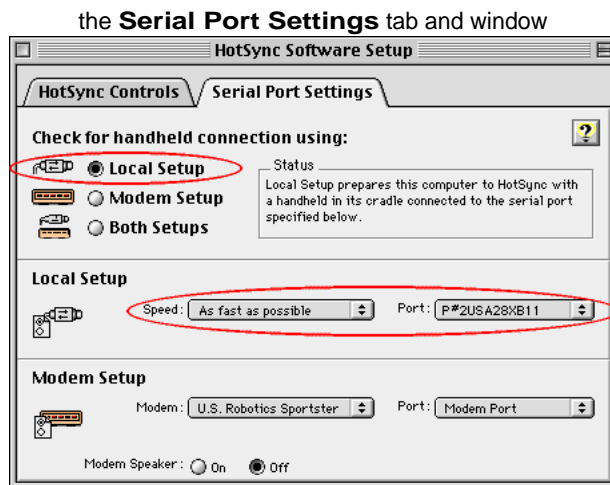 the Serial Port Settings tab and window
HotSync Software Setup
HotSync Controls
Serial Port Settings
Check for handheld connection using:
?
Local Setup
Modem Setup
Both Setups
Status
Local Setup prepares this computer to HotSync with
a handheld in its cradle connected to the serial port
specified below.
Local Setup
Speed: As fast as possible Port: P#2USA28XB11
Modem Setup
Modem: U.S. Robotics Sportster Port: Modem Port
Modem Speaker: On Off